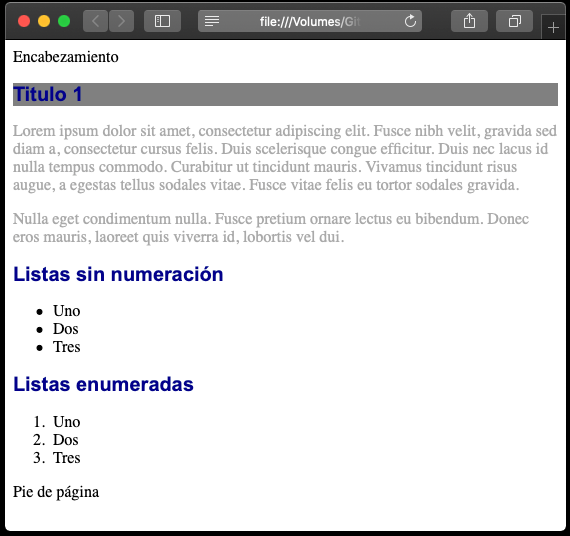 file:///Volumes/Git
Encabezamiento
Titulo 1
Lorem ipsum dolor sit amet, consectetur adipiscing elit. Fusce nibh velit, gravida sed
diam a, consectetur cursus felis. Duis scelerisque congue efficitur. Duis nec lacus id
nulla tempus commodo. Curabitur ut tincidunt mauris. Vivamus tincidunt risus
augue, a egestas tellus sodales vitae. Fusce vitae felis eu tortor sodales gravida.
Nulla eget condimentum nulla. Fusce pretium ornare lectus eu bibendum. Donec
eros mauris, laoreet quis viverra id, lobortis vel dui.
Listas sin numeración
• Uno
• Dos
• Tres
Listas enumeradas
1. Uno
2. Dos
3. Tres
Pie de página